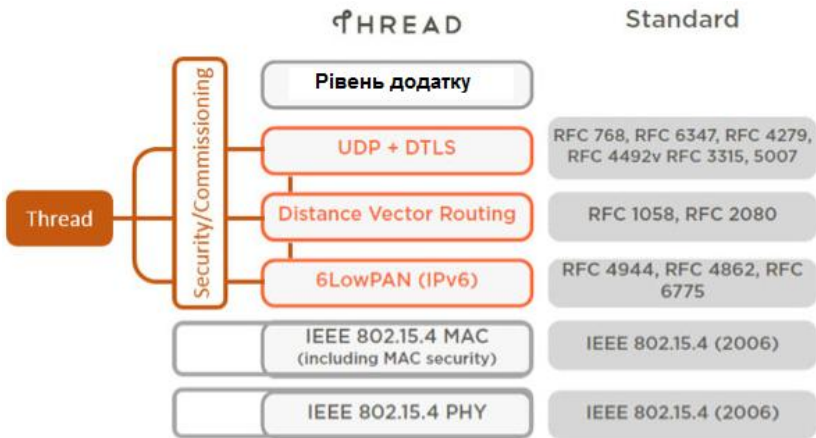 THREAD
Standard
Рівень додатку
Security/Commissioning
UDP + DTLS
RFC 768, RFC 6347, RFC 4279,
RFC 4492v RFC 3315, 5007
Thread
Distance Vector Routing
RFC 1058, RFC 2080
6LowPAN (IPv6)
RFC 4944, RFC 4862, RFC
6775
IEEE 802.15.4 MAC
(including MAC security)
IEEE 802.15.4 (2006)
IEEE 802.15.4 PHY
IEEE 802.15.4 (2006)